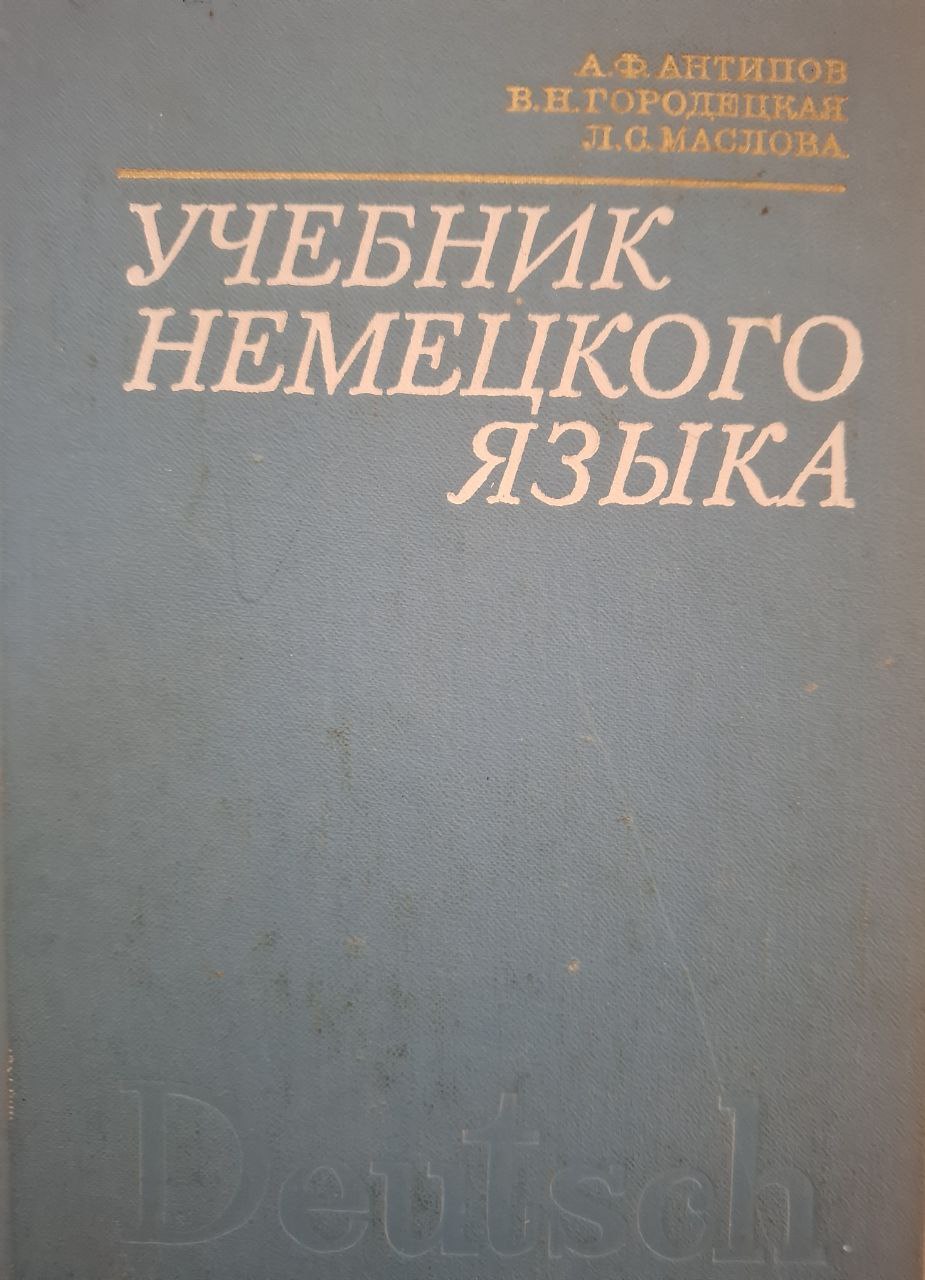 А.Ф. АНТИПОВ
В.Н. ГОРОДЕЦКАЯ
Л.С. МАСЛОВА
УЧЕБНИК
НЕМЕЦКОГО
ЯЗЫКА
Deutsch